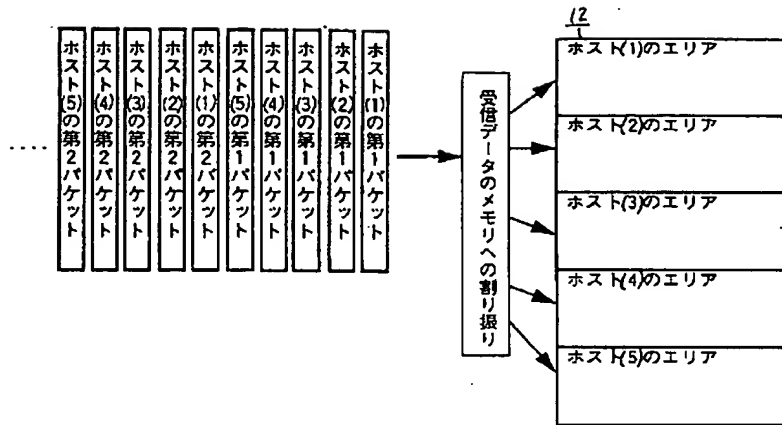 ‥‥
ホスト(5)の第2パケット
ホスト(4)の第2パケット
ホスト(3)の第2パケット
ホスト(2)の第2パケット
ホスト(1)の第2パケット
ホスト(5)の第1パケット
ホスト(4)の第1パケット
ホスト(3)の第1パケット
ホスト(2)の第1パケット
ホスト(1)の第1パケット
受信データのメモリへの割り振り
12
ホスト(1)のエリア
ホスト(2)のエリア
ホスト(3)のエリア
ホスト(4)のエリア
ホスト(5)のエリア